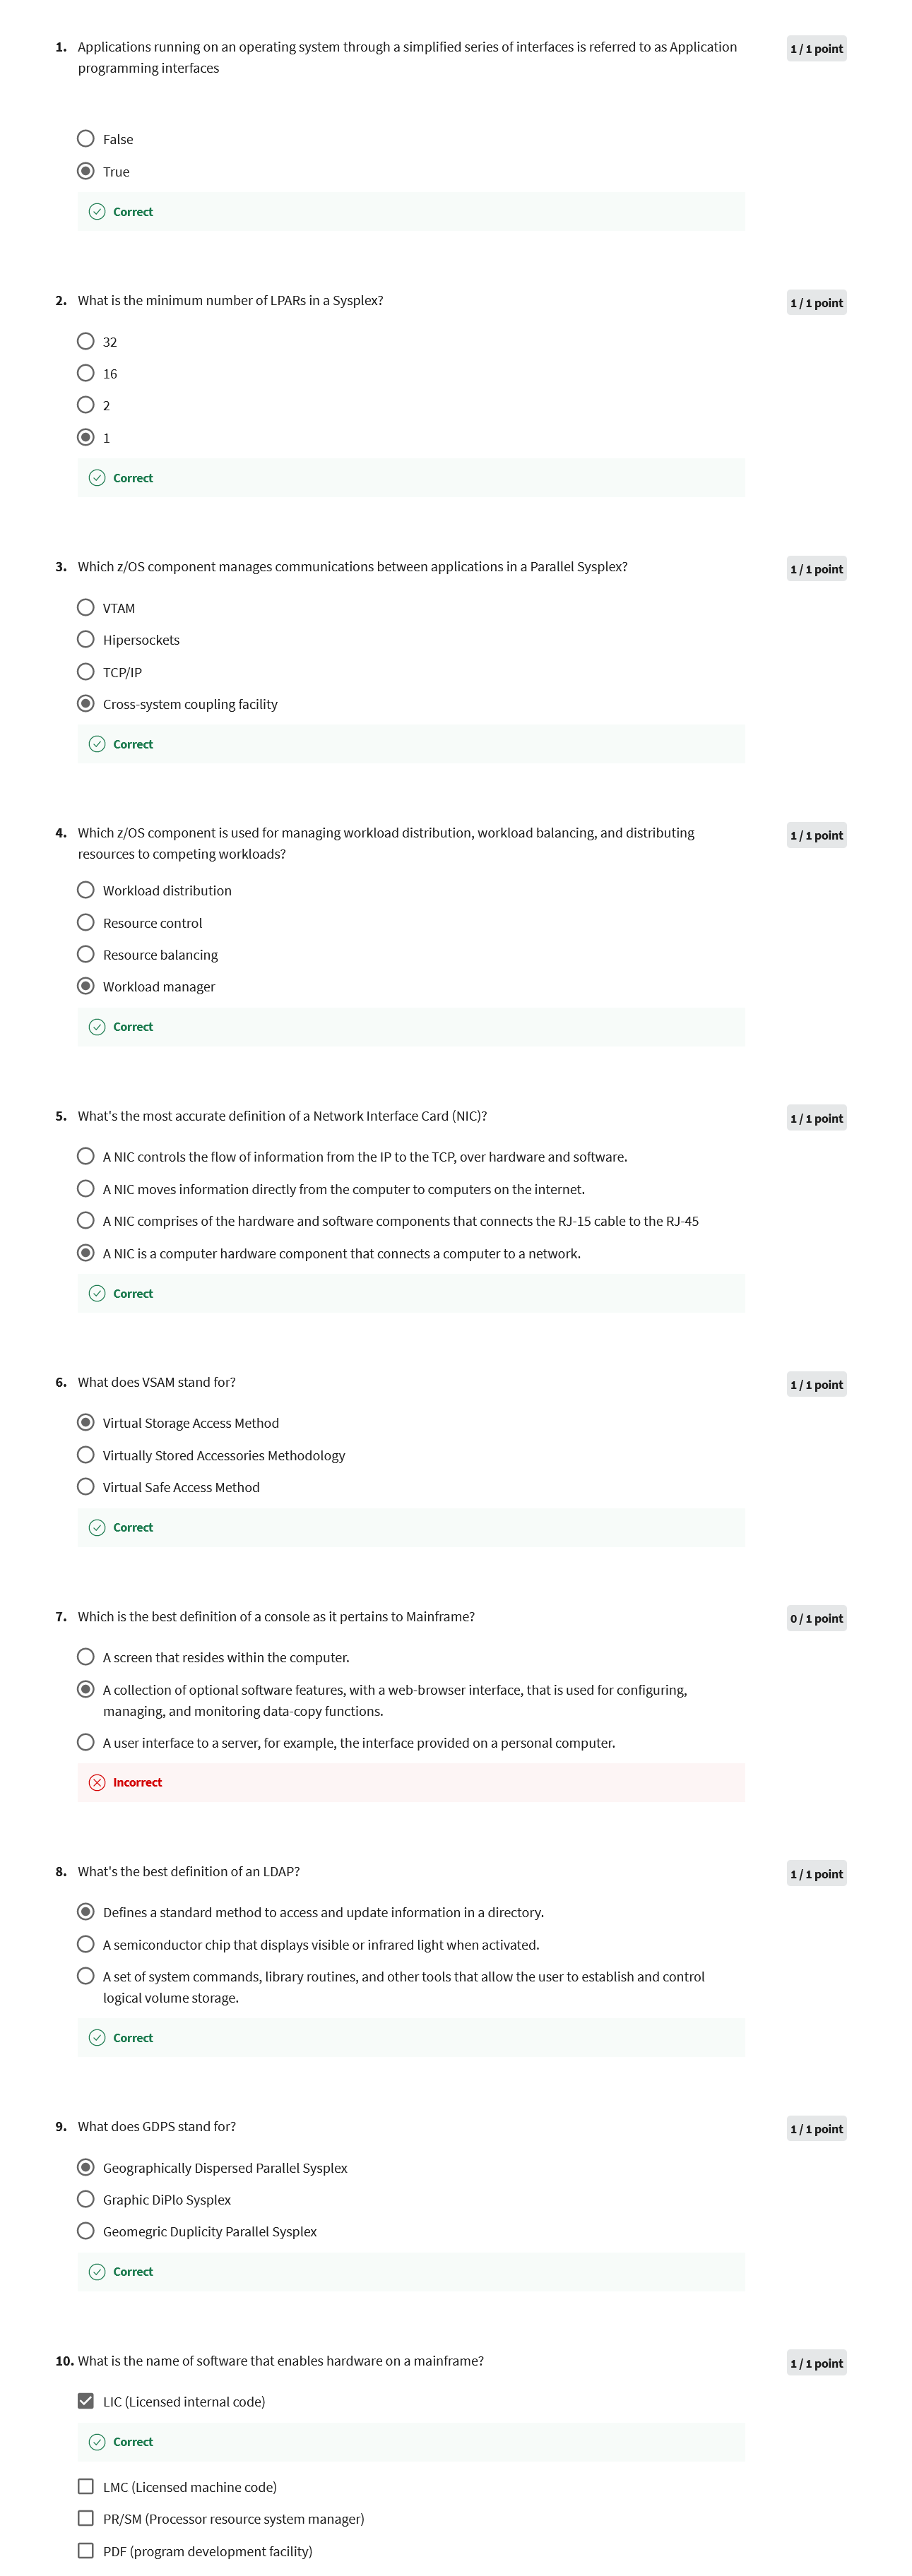 1. Applications running on an operating system through a simplified series of interfaces is referred to as Application
programming interfaces
1 / 1 point
False
True
Correct
2. What is the minimum number of LPARs in a Sysplex?
1 / 1 point
32
16
2
1
Correct
3. Which z/OS component manages communications between applications in a Parallel Sysplex?
1 / 1 point
VTAM
Hipersockets
TCP/IP
Cross-system coupling facility
Correct
4. Which z/OS component is used for managing workload distribution, workload balancing, and distributing
resources to competing workloads?
1 / 1 point
Workload distribution
Resource control
Resource balancing
Workload manager
Correct
5. What's the most accurate definition of a Network Interface Card (NIC)?
1 / 1 point
A NIC controls the flow of information from the IP to the TCP, over hardware and software.
A NIC moves information directly from the computer to computers on the internet.
A NIC comprises of the hardware and software components that connects the RJ-15 cable to the RJ-45
A NIC is a computer hardware component that connects a computer to a network.
Correct
6. What does VSAM stand for?
1 / 1 point
Virtual Storage Access Method
Virtually Stored Accessories Methodology
Virtual Safe Access Method
Correct
7. Which is the best definition of a console as it pertains to Mainframe?
0 / 1 point
A screen that resides within the computer.
A collection of optional software features, with a web-browser interface, that is used for configuring,
managing, and monitoring data-copy functions.
A user interface to a server, for example, the interface provided on a personal computer.
Incorrect
8. What's the best definition of an LDAP?
1 / 1 point
Defines a standard method to access and update information in a directory.
A semiconductor chip that displays visible or infrared light when activated.
A set of system commands, library routines, and other tools that allow the user to establish and control
logical volume storage.
Correct
9. What does GDPS stand for?
1 / 1 point
Geographically Dispersed Parallel Sysplex
Graphic DiPlo Sysplex
Geomegric Duplicity Parallel Sysplex
Correct
10. What is the name of software that enables hardware on a mainframe?
1 / 1 point
LIC (Licensed internal code)
Correct
LMC (Licensed machine code)
PR/SM (Processor resource system manager)
PDF (program development facility)